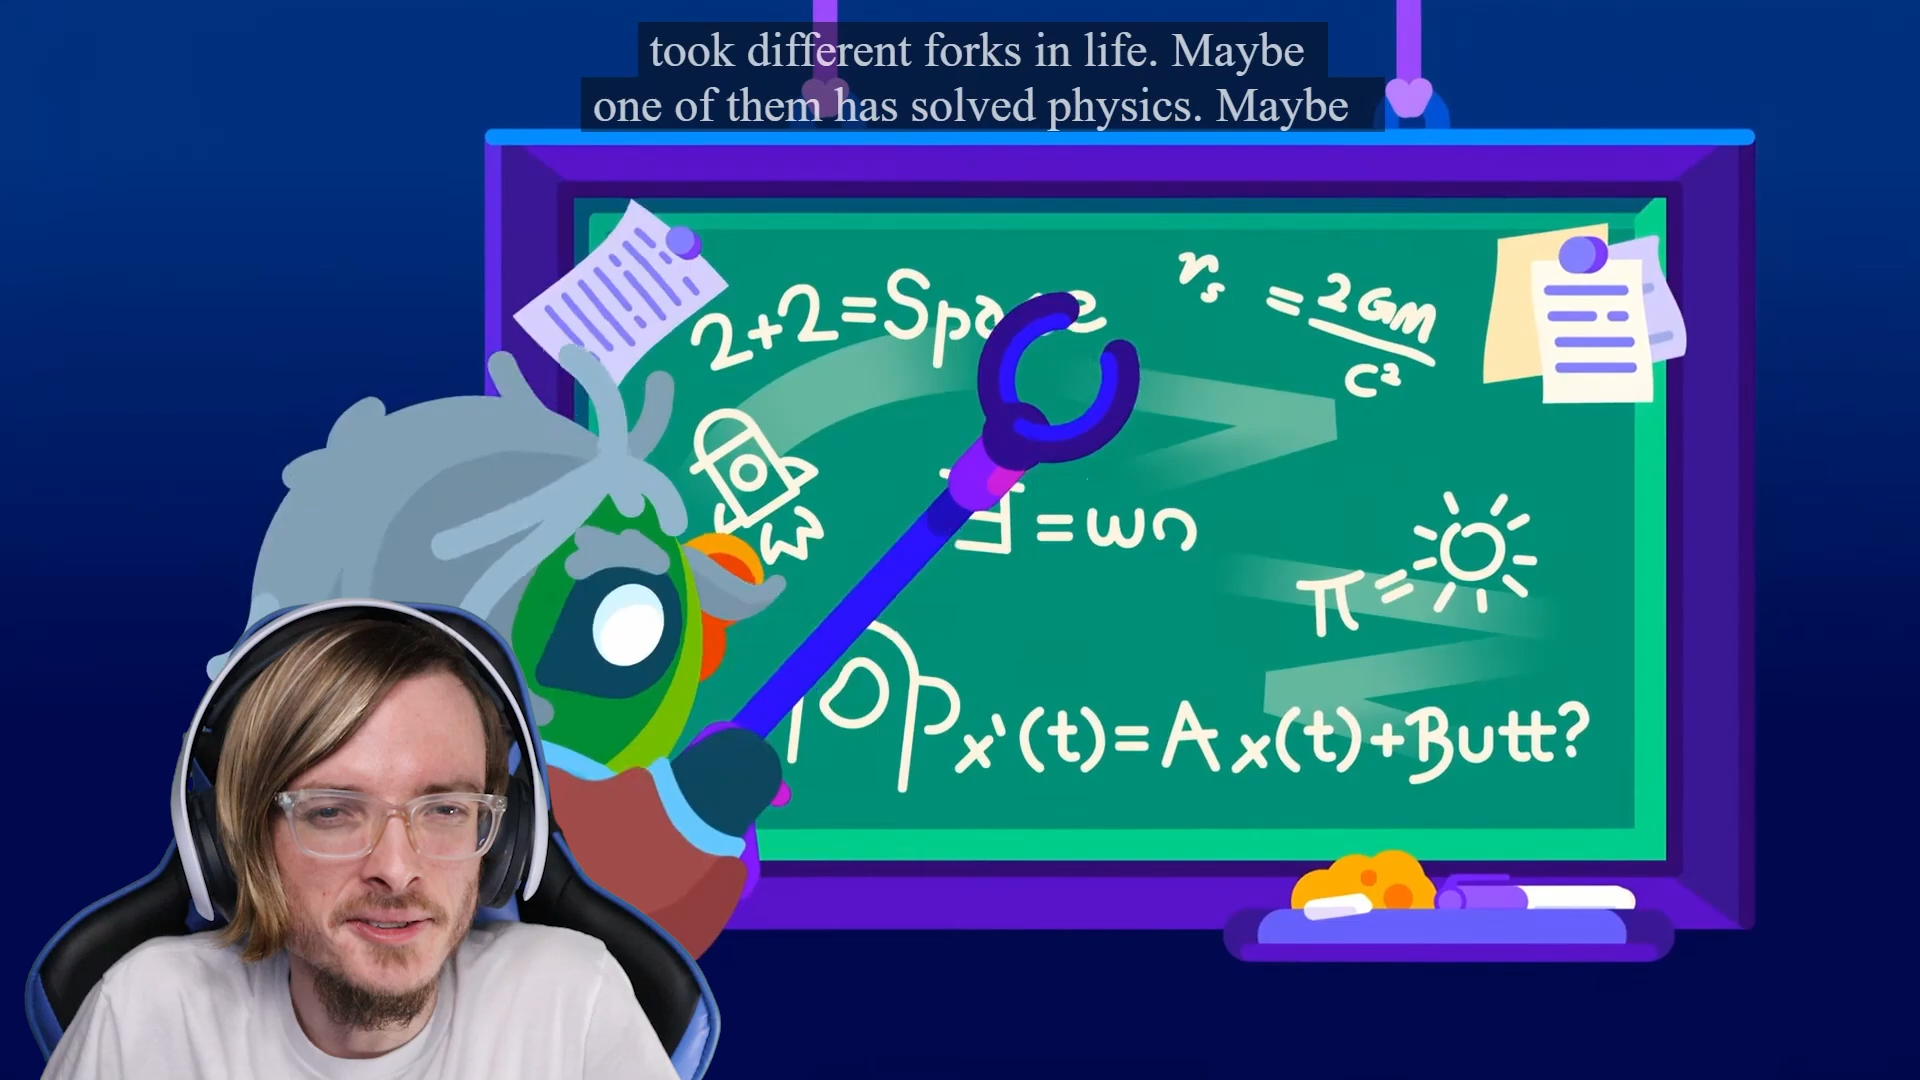 took different forks in life. Maybe
one of them has solved physics. Maybe
2+2=Space
rₛ = 2GM
c²
∃ = ωn
π=
x'(t)=Ax(t)+Butt?